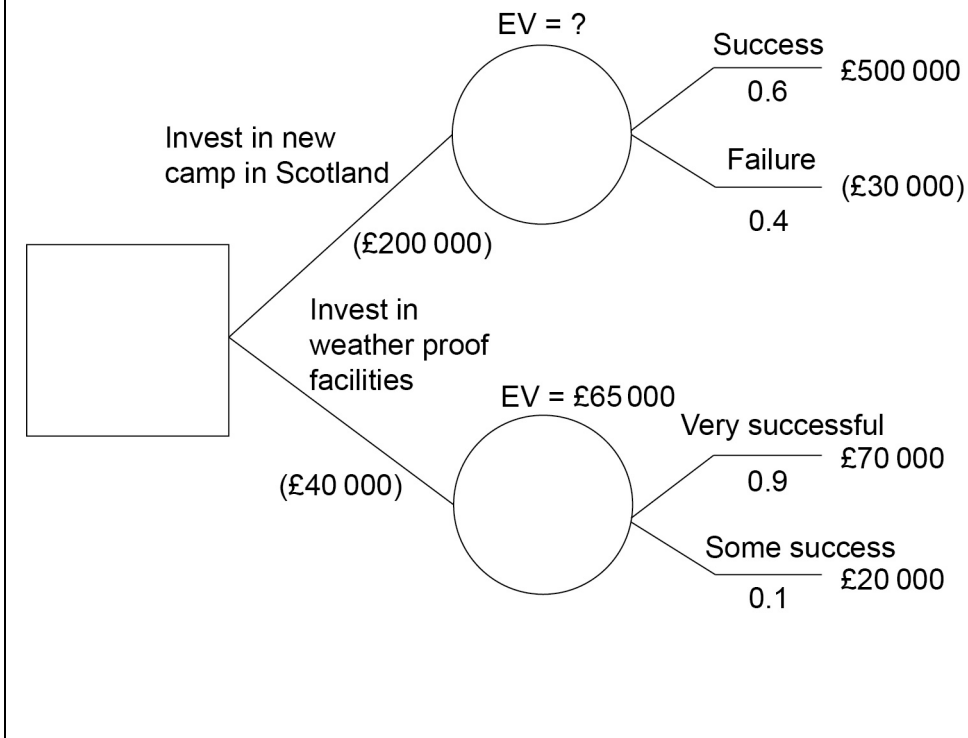 EV = ?
Success
£500 000
0.6
Invest in new
camp in Scotland
Failure
(£30 000)
0.4
(£200 000)
Invest in
weather proof
facilities
EV = £65 000
Very successful
£70 000
0.9
(£40 000)
Some success
£20 000
0.1